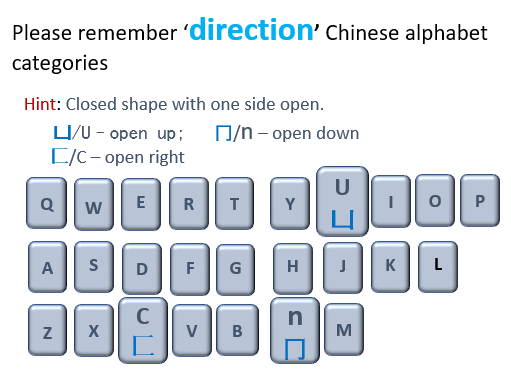 Please remember ‘direction’ Chinese alphabet
categories
Hint: Closed shape with one side open.
凵/U – open up; 冂/n – open down
匚/C – open right
Q W E R T Y U I O P
凵
A S D F G H J K L
Z X C V B n M
匚 冂